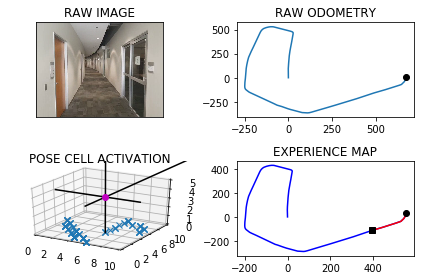 RAW IMAGE
RAW ODOMETRY
500
250
0
−250
−250 0 250 500
POSE CELL ACTIVATION
5
4
3
2
1
0
0 2 4 6 8 10
0 2 4 6 8 10
EXPERIENCE MAP
400
200
0
−200
−200 0 200 400 600